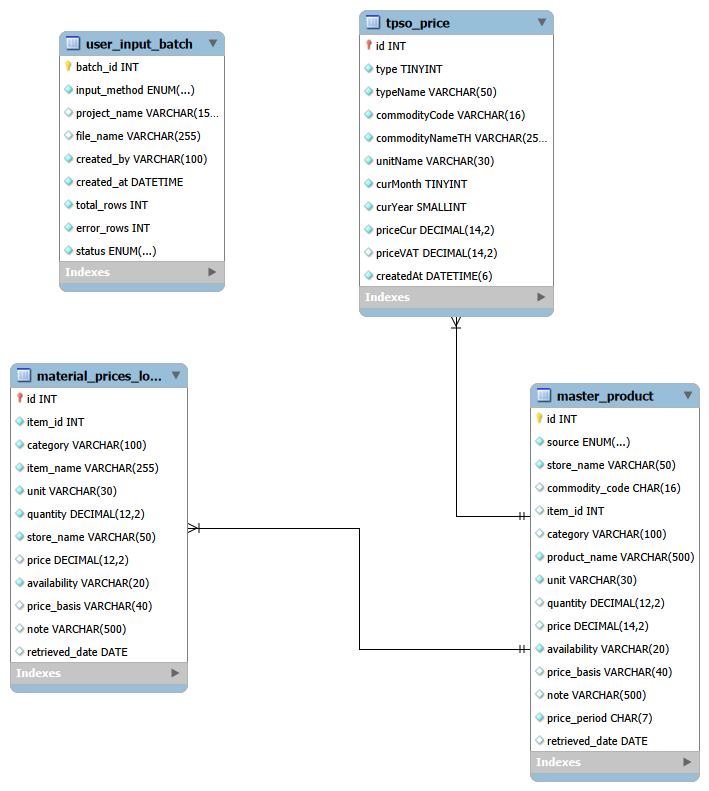 user_input_batch
batch_id INT
input_method ENUM(...)
project_name VARCHAR(15...
file_name VARCHAR(255)
created_by VARCHAR(100)
created_at DATETIME
total_rows INT
error_rows INT
status ENUM(...)
Indexes
tpso_price
id INT
type TINYINT
typeName VARCHAR(50)
commodityCode VARCHAR(16)
commodityNameTH VARCHAR(25...
unitName VARCHAR(30)
curMonth TINYINT
curYear SMALLINT
priceCur DECIMAL(14,2)
priceVAT DECIMAL(14,2)
createdAt DATETIME(6)
Indexes
material_prices_lo...
id INT
item_id INT
category VARCHAR(100)
item_name VARCHAR(255)
unit VARCHAR(30)
quantity DECIMAL(12,2)
store_name VARCHAR(50)
price DECIMAL(12,2)
availability VARCHAR(20)
price_basis VARCHAR(40)
note VARCHAR(500)
retrieved_date DATE
Indexes
master_product
id INT
source ENUM(...)
store_name VARCHAR(50)
commodity_code CHAR(16)
item_id INT
category VARCHAR(100)
product_name VARCHAR(500)
unit VARCHAR(30)
quantity DECIMAL(12,2)
price DECIMAL(14,2)
availability VARCHAR(20)
price_basis VARCHAR(40)
note VARCHAR(500)
price_period CHAR(7)
retrieved_date DATE
Indexes